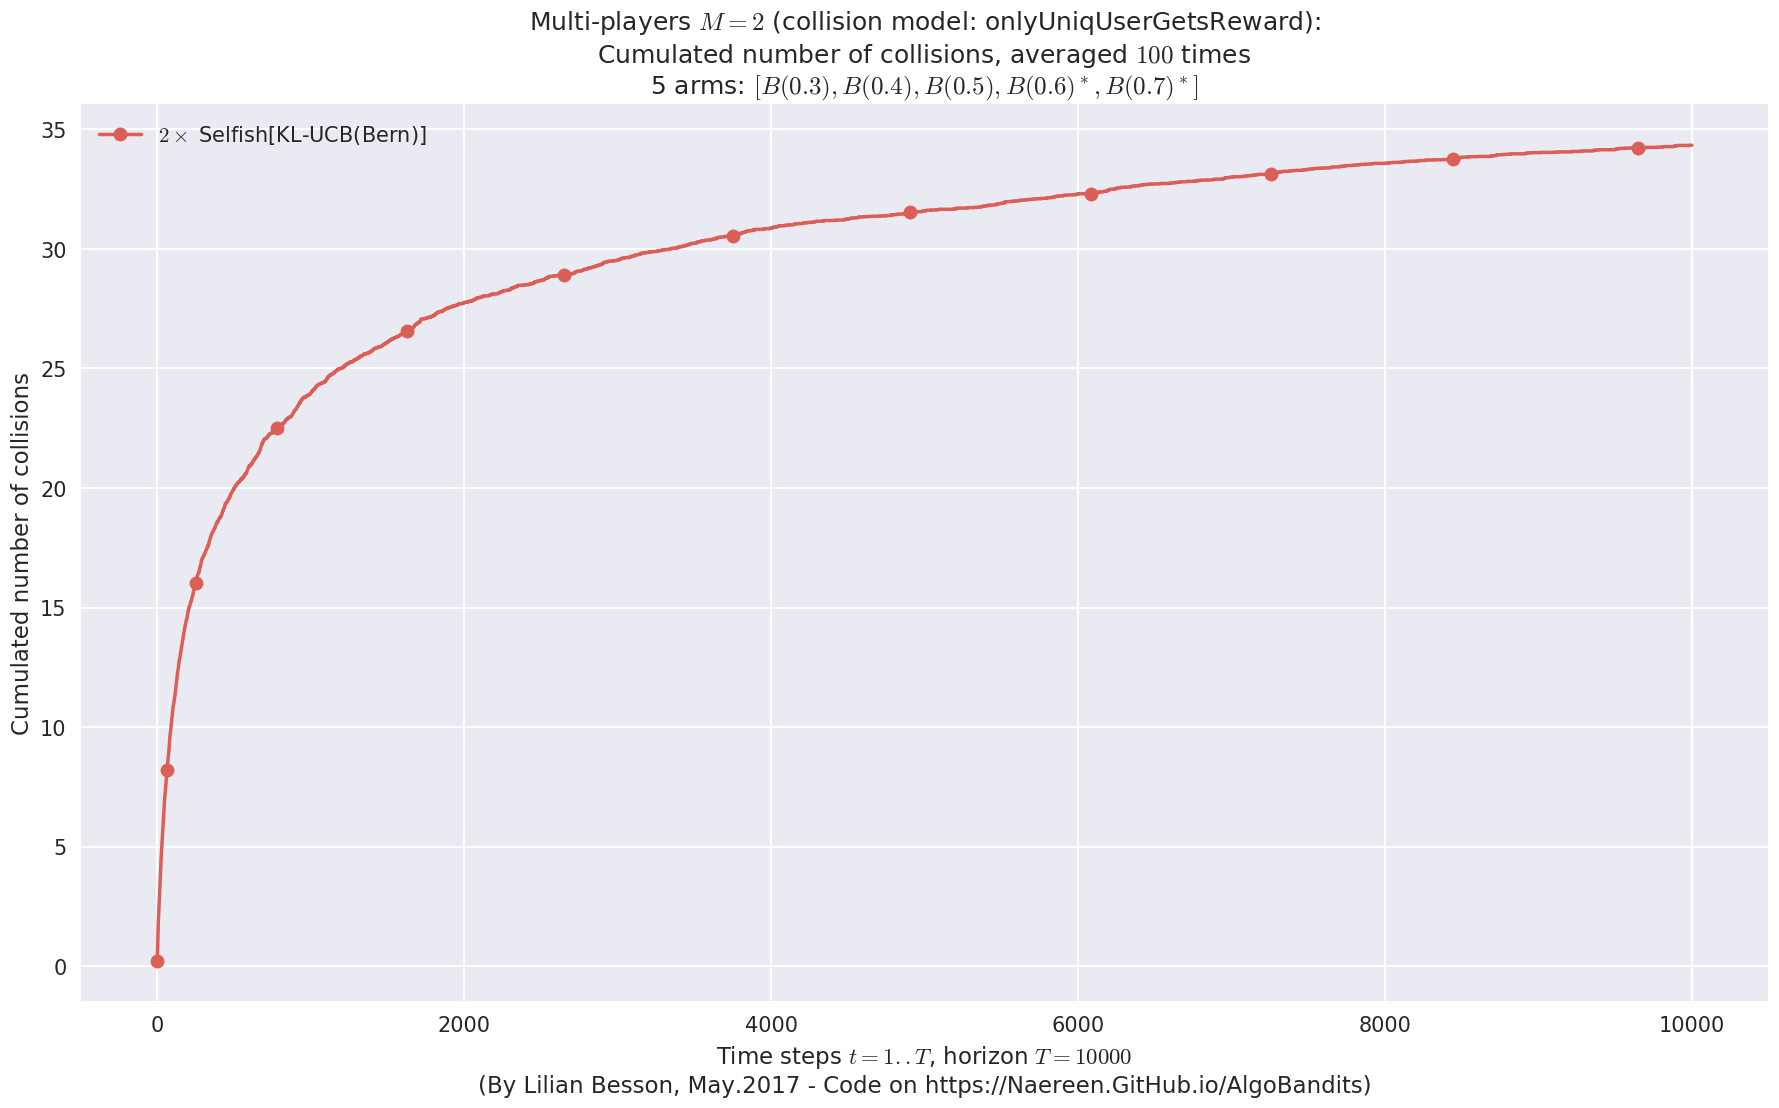 Multi-players M = 2 (collision model: onlyUniqUserGetsReward):
Cumulated number of collisions, averaged 100 times
5 arms: [B(0.3), B(0.4), B(0.5), B(0.6)*, B(0.7)*]
2× Selfish[KL-UCB(Bern)]
Cumulated number of collisions
35
30
25
20
15
10
5
0
0 2000 4000 6000 8000 10000
Time steps t = 1..T, horizon T = 10000
(By Lilian Besson, May.2017 - Code on https://Naereen.GitHub.io/AlgoBandits)